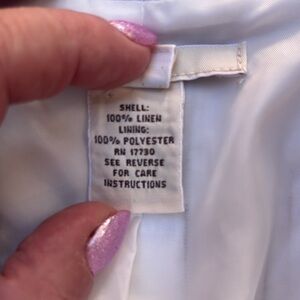 SHELL:
100% LINEN
LINING:
100% POLYESTER
RN 17730
SEE REVERSE
FOR CARE
INSTRUCTIONS